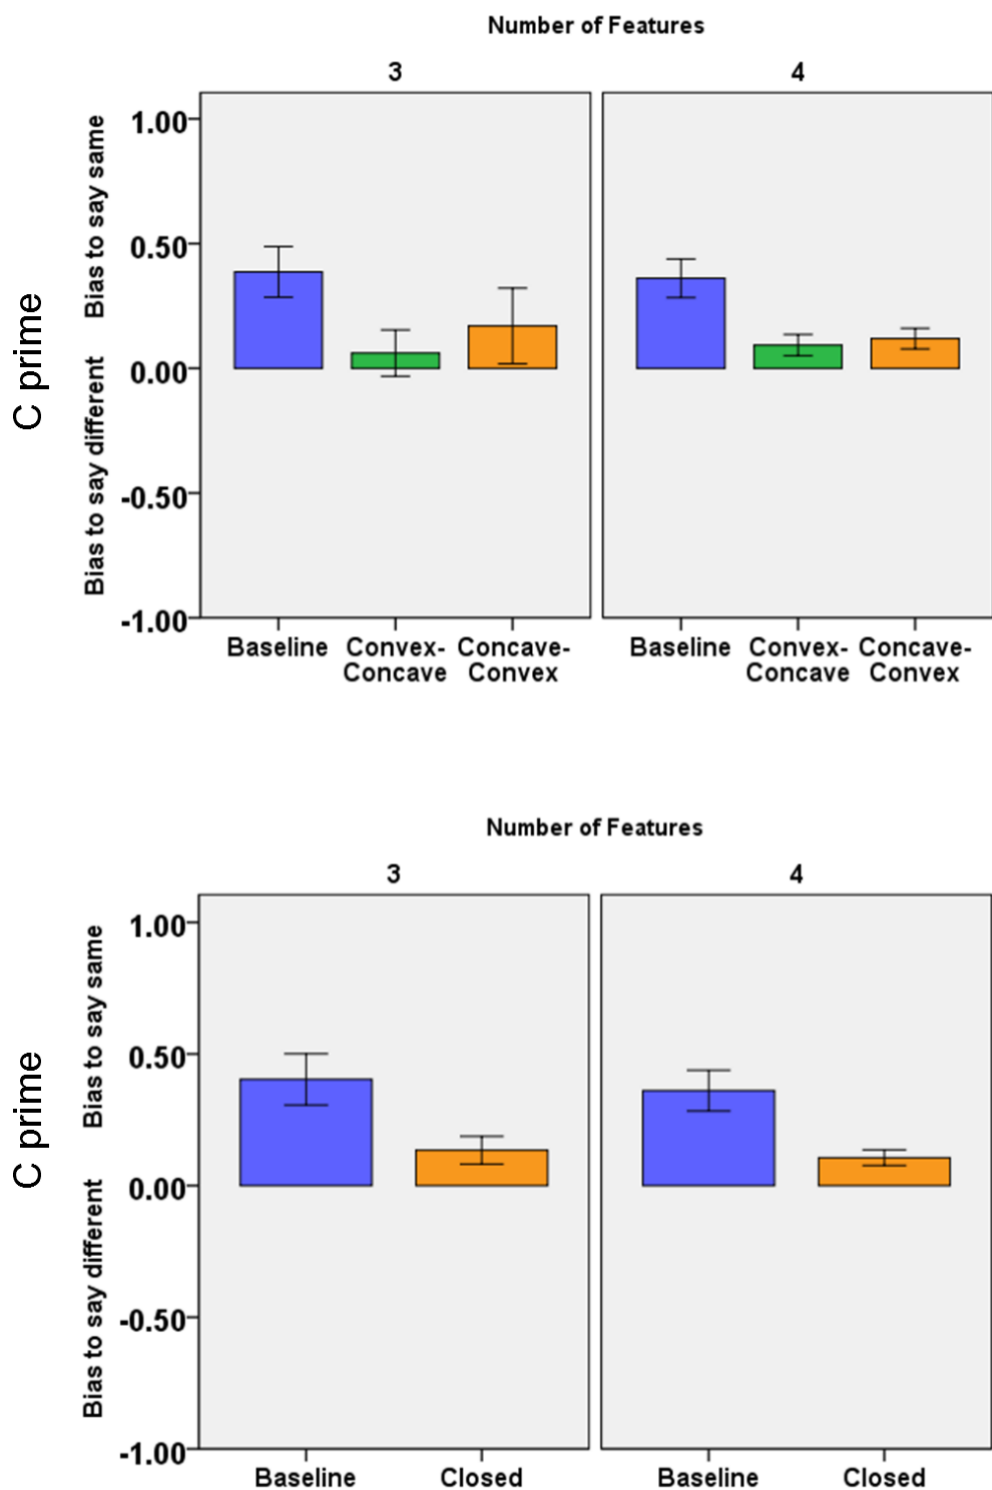 Number of Features
3
4
C prime
Bias to say different
Bias to say same
1.00
0.50
0.00
-0.50
-1.00
Baseline
Convex-
Concave
Concave-
Convex
Baseline
Convex-
Concave
Concave-
Convex
Number of Features
3
4
C prime
Bias to say different
Bias to say same
1.00
0.50
0.00
-0.50
-1.00
Baseline
Closed
Baseline
Closed